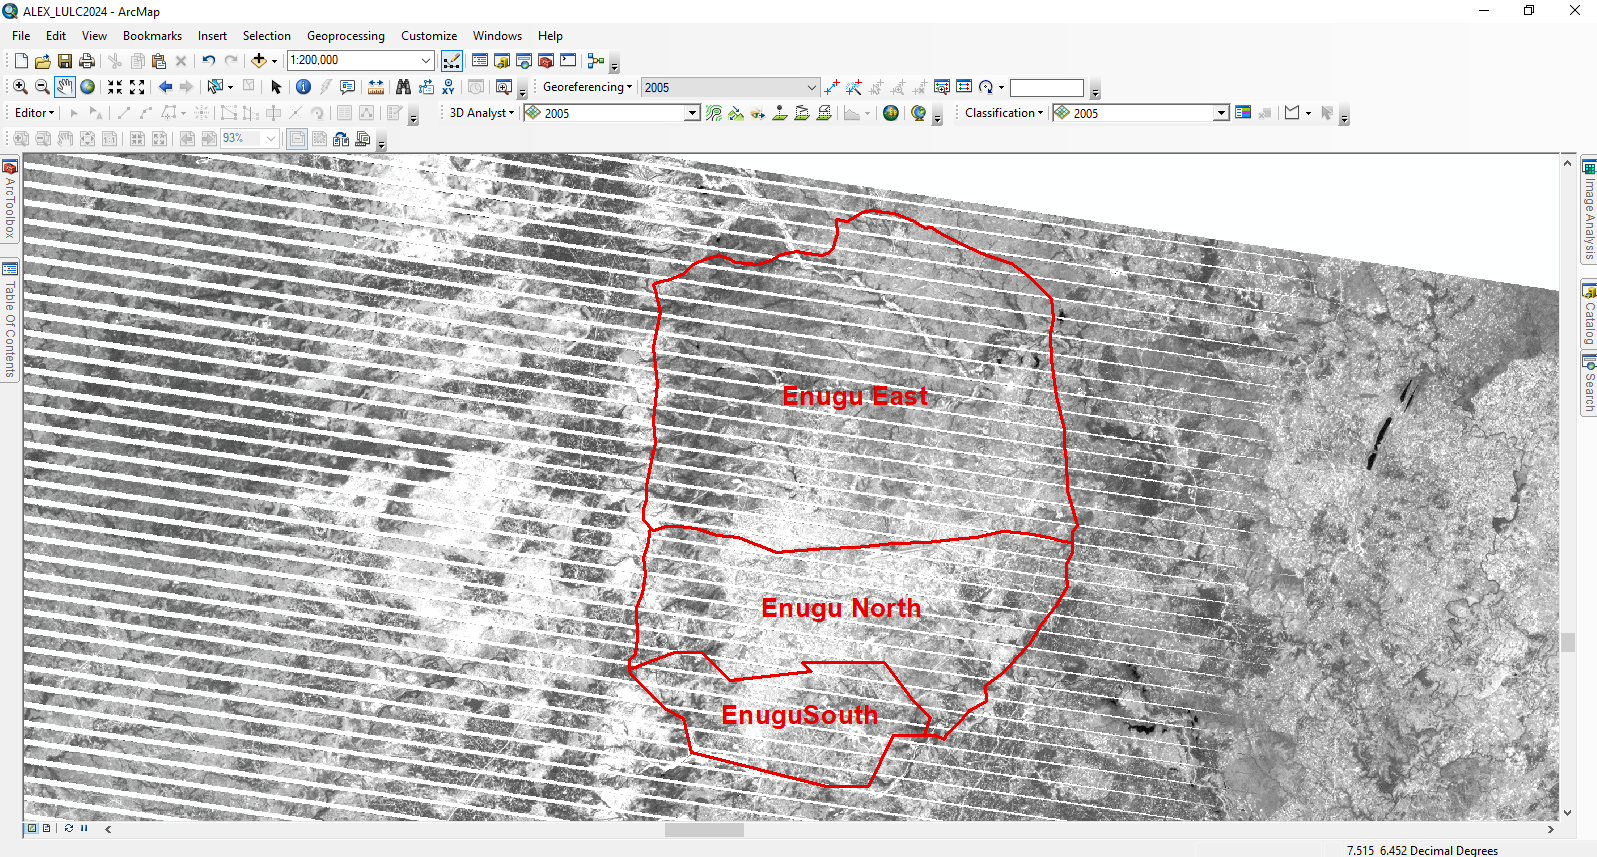 ALEX_LULC2024 - ArcMap
File Edit View Bookmarks Insert Selection Geoprocessing Customize Windows Help
1:200,000
Georeferencing 2005
Editor 3D Analyst 2005 Classification 2005
93%
ArcToolbox
Table Of Contents
Image Analysis
Catalog
Search
Enugu East
Enugu North
EnuguSouth
7.515 6.452 Decimal Degrees